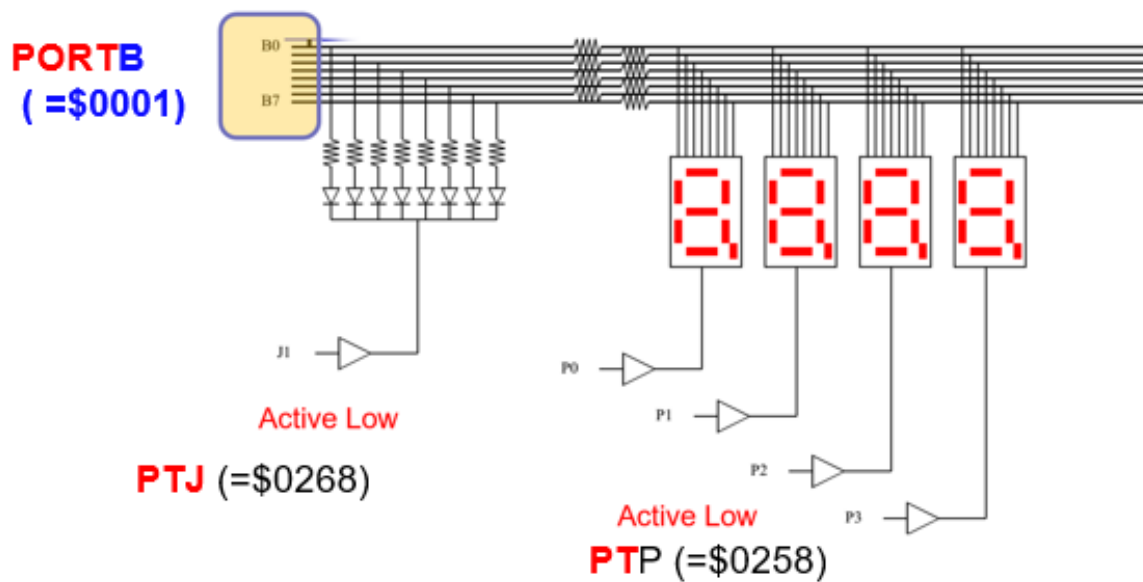 B0
PORTB
( =$0001)
B7
J1
P0
Active Low
P1
PTJ (=$0268)
P2
Active Low
P3
PTP (=$0258)